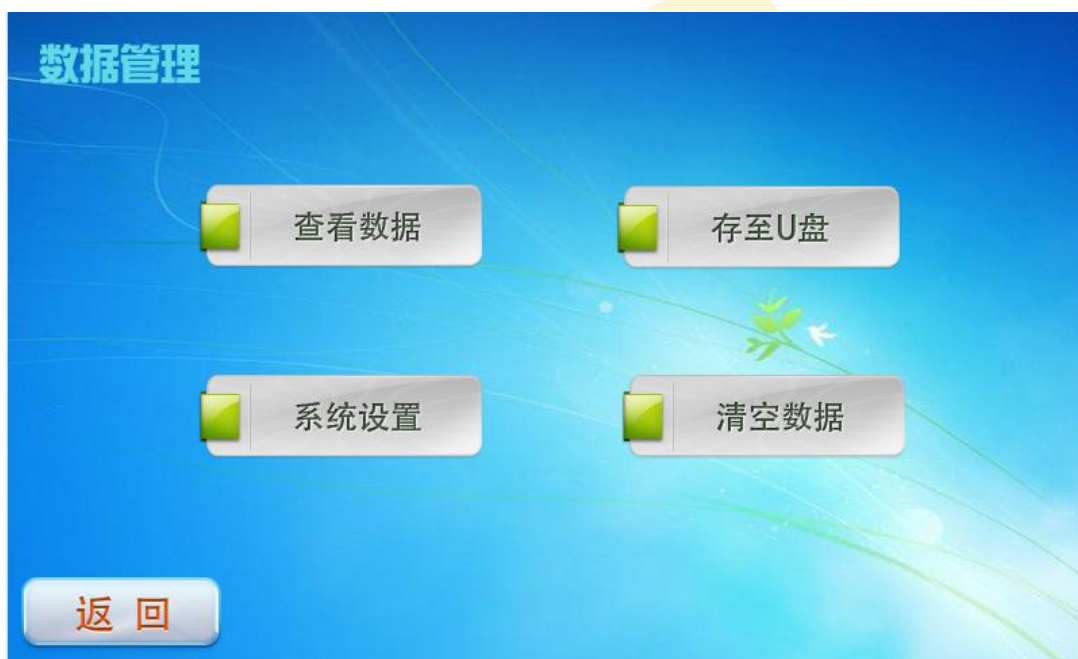 数据管理
查看数据
存至U盘
系统设置
清空数据
返回